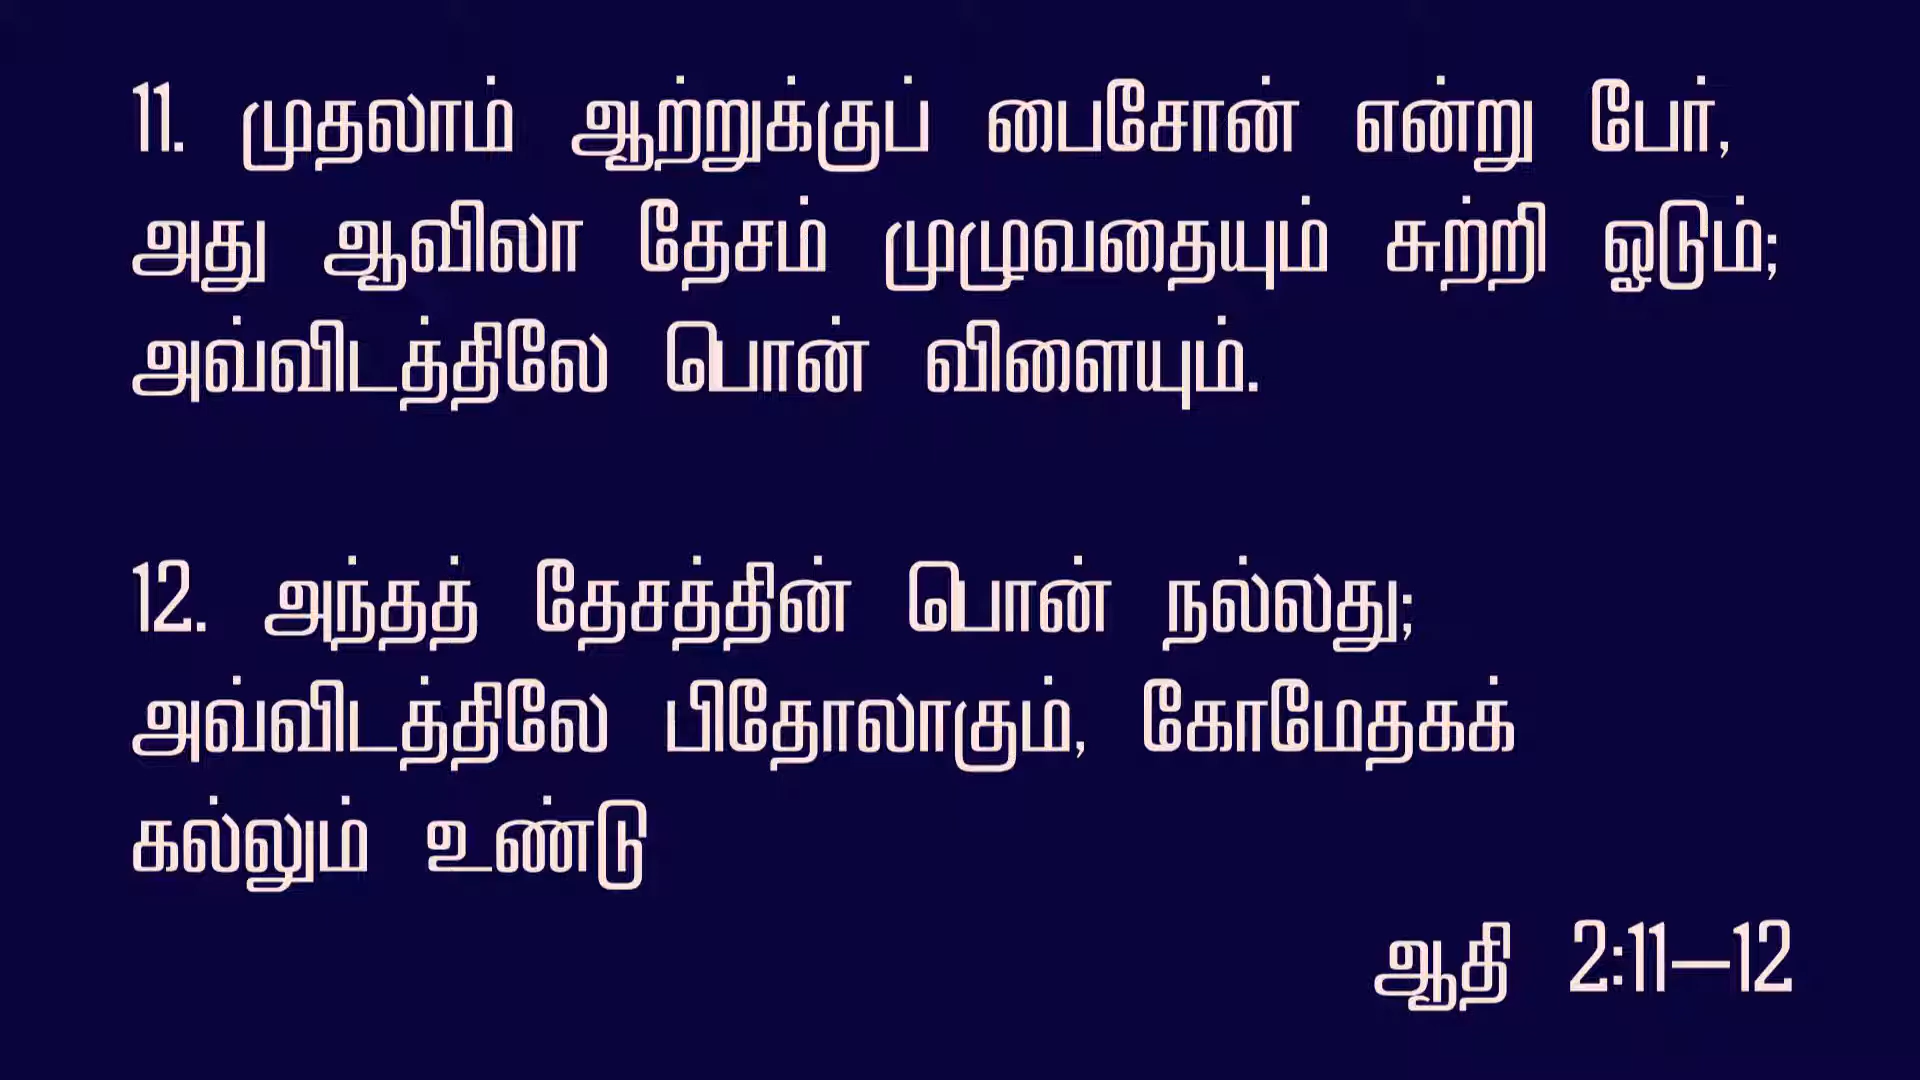 11. முதலாம் ஆற்றுக்குப் பைசோன் என்று பேர்,
அது ஆவிலா தேசம் முழுவதையும் சுற்றி ஓடும்;
அவ்விடத்திலே பொன் விளையும்.
12. அந்தத் தேசத்தின் பொன் நல்லது;
அவ்விடத்திலே பிதோலாகும், கோமேதகக்
கல்லும் உண்டு
ஆதி 2:11–12